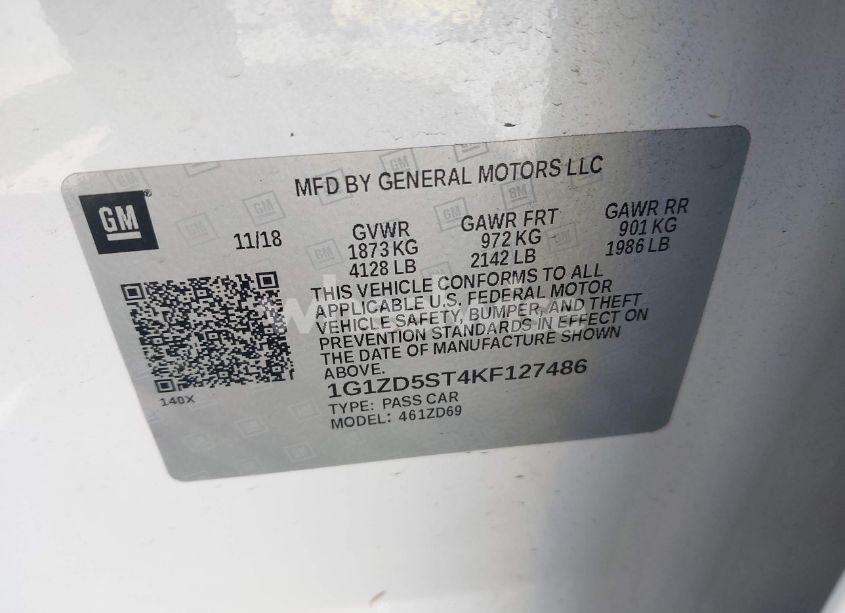 MFD BY GENERAL MOTORS LLC
GM
11/18
GVWR
1873 KG
4128 LB
GAWR FRT
972 KG
2142 LB
GAWR RR
901 KG
1986 LB
THIS VEHICLE CONFORMS TO ALL
APPLICABLE U.S. FEDERAL MOTOR
VEHICLE SAFETY, BUMPER, AND THEFT
PREVENTION STANDARDS IN EFFECT ON
THE DATE OF MANUFACTURE SHOWN
ABOVE.
1G1ZD5ST4KF127486
TYPE: PASS CAR
MODEL: 461ZD69
140X